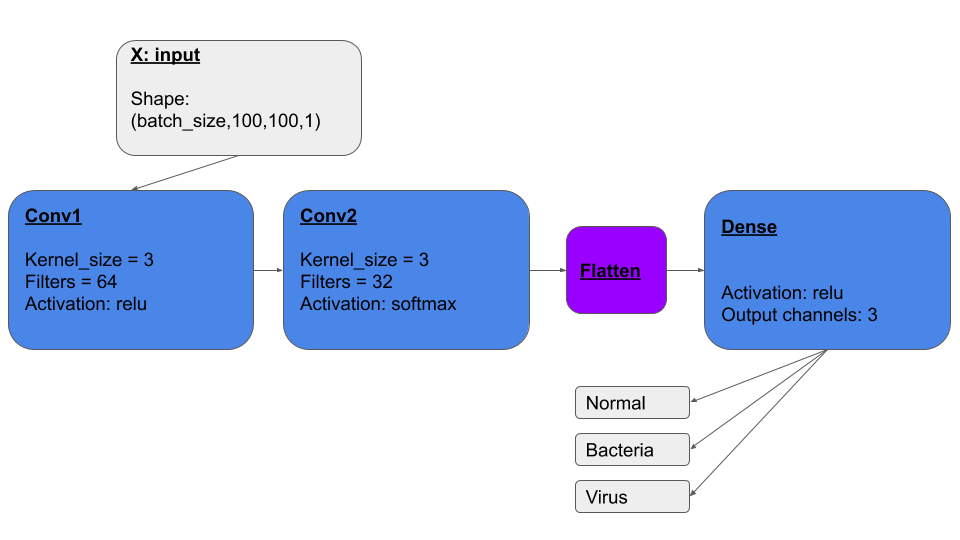 X: input
Shape:
(batch_size,100,100,1)
Conv1
Kernel_size = 3
Filters = 64
Activation: relu
Conv2
Kernel_size = 3
Filters = 32
Activation: softmax
Flatten
Dense
Activation: relu
Output channels: 3
Normal
Bacteria
Virus